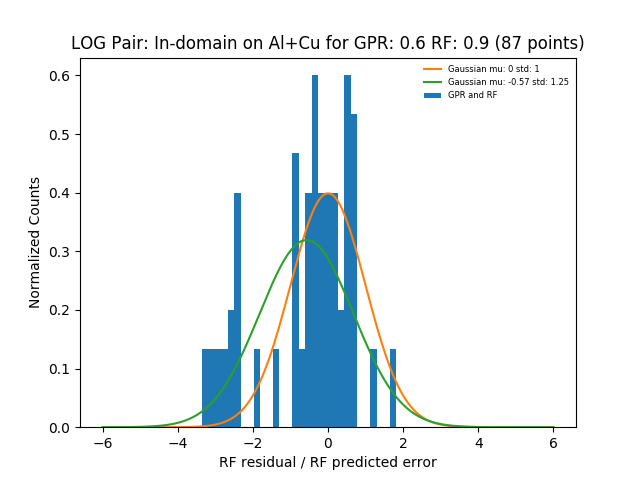 LOG Pair: In-domain on Al+Cu for GPR: 0.6 RF: 0.9 (87 points)
Gaussian mu: 0 std: 1
Gaussian mu: -0.57 std: 1.25
GPR and RF
Normalized Counts
0.6
0.5
0.4
0.3
0.2
0.1
0.0
−6
−4
−2
0
2
4
6
RF residual / RF predicted error